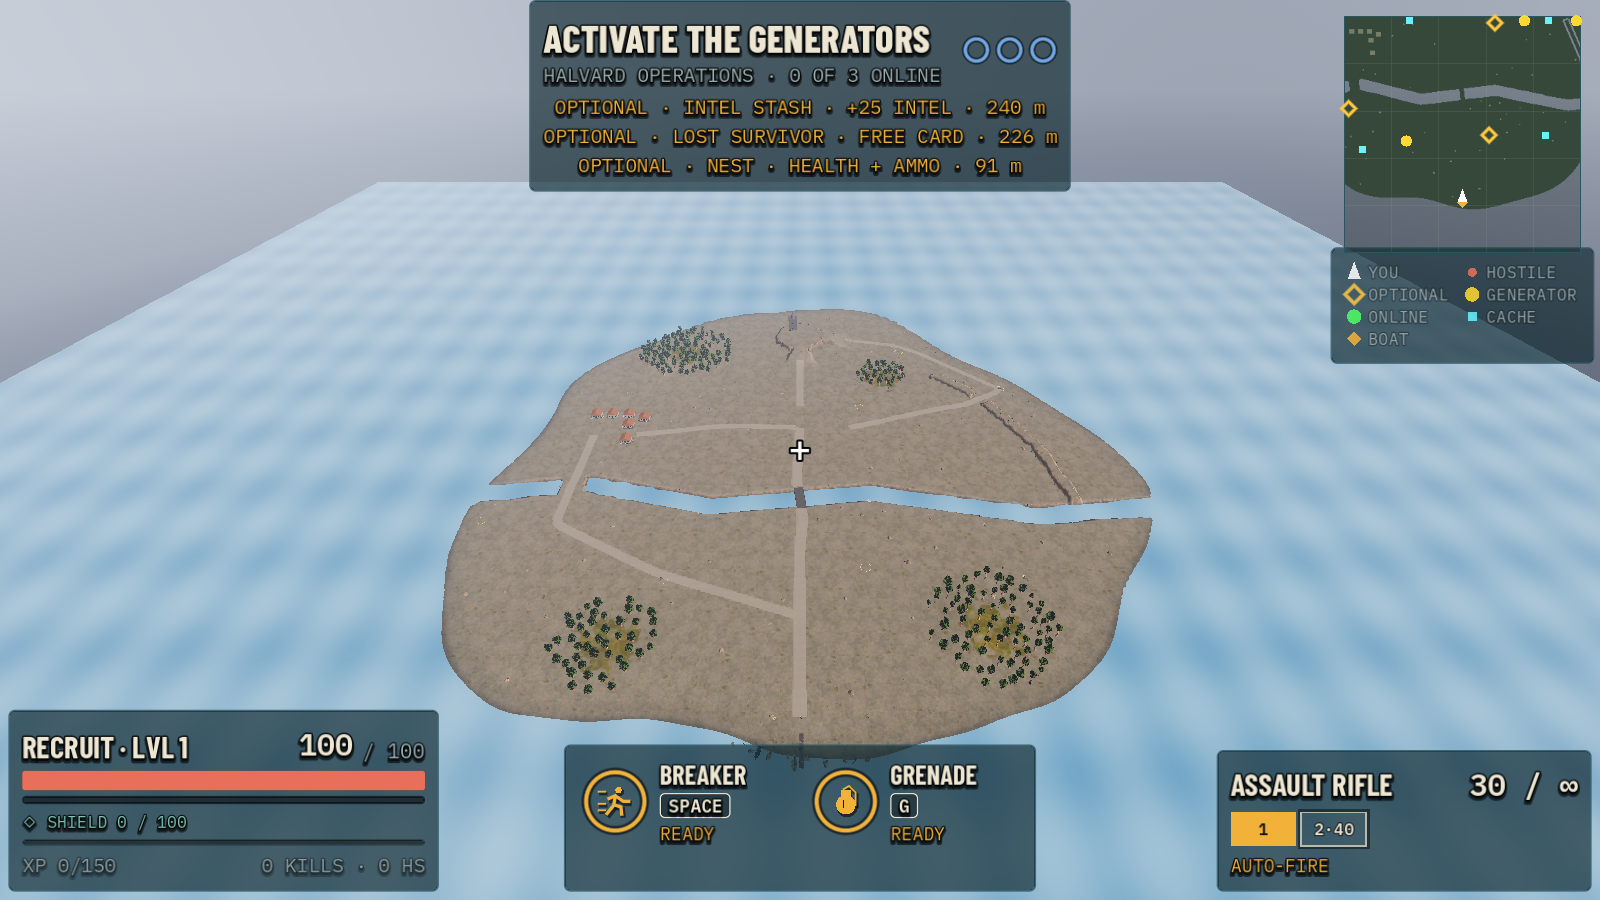 ACTIVATE THE GENERATORS
HALVARD OPERATIONS · 0 OF 3 ONLINE
OPTIONAL · INTEL STASH · +25 INTEL · 240 m
OPTIONAL · LOST SURVIVOR · FREE CARD · 226 m
OPTIONAL · NEST · HEALTH + AMMO · 91 m
YOU
HOSTILE
OPTIONAL
GENERATOR
ONLINE
CACHE
BOAT
RECRUIT · LVL 1
100 / 100
SHIELD 0 / 100
XP 0/150
0 KILLS · 0 HS
BREAKER
SPACE
READY
GRENADE
G
READY
ASSAULT RIFLE
30 / ∞
1
2·40
AUTO-FIRE